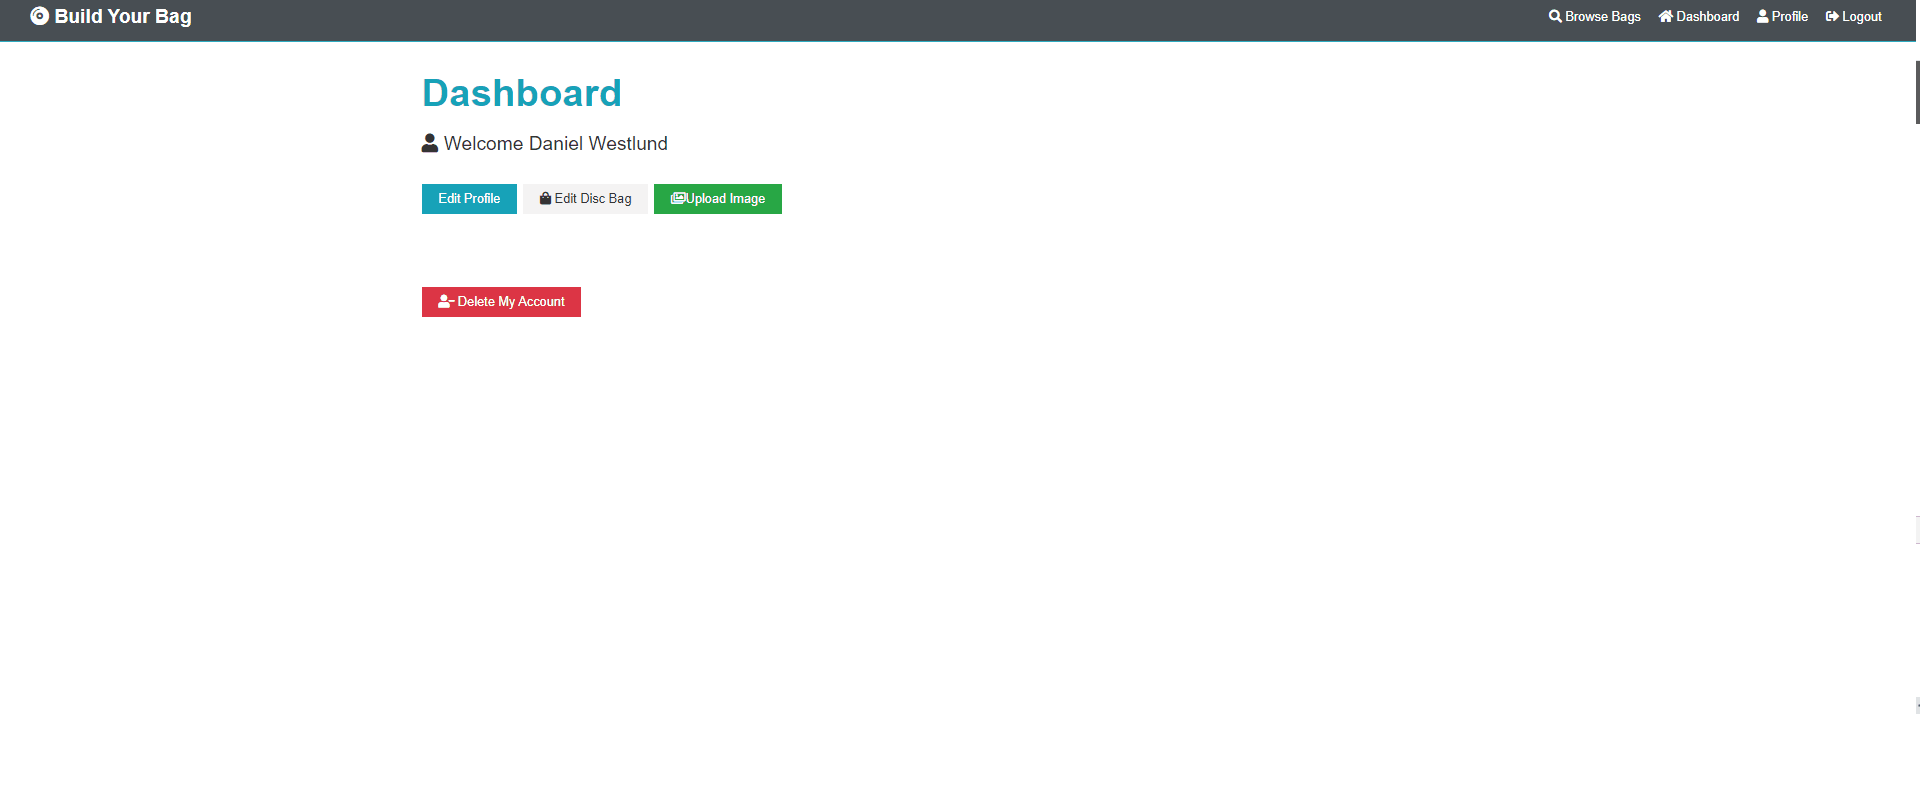 Build Your Bag
Browse Bags Dashboard Profile Logout
Dashboard
Welcome Daniel Westlund
Edit Profile Edit Disc Bag Upload Image
Delete My Account